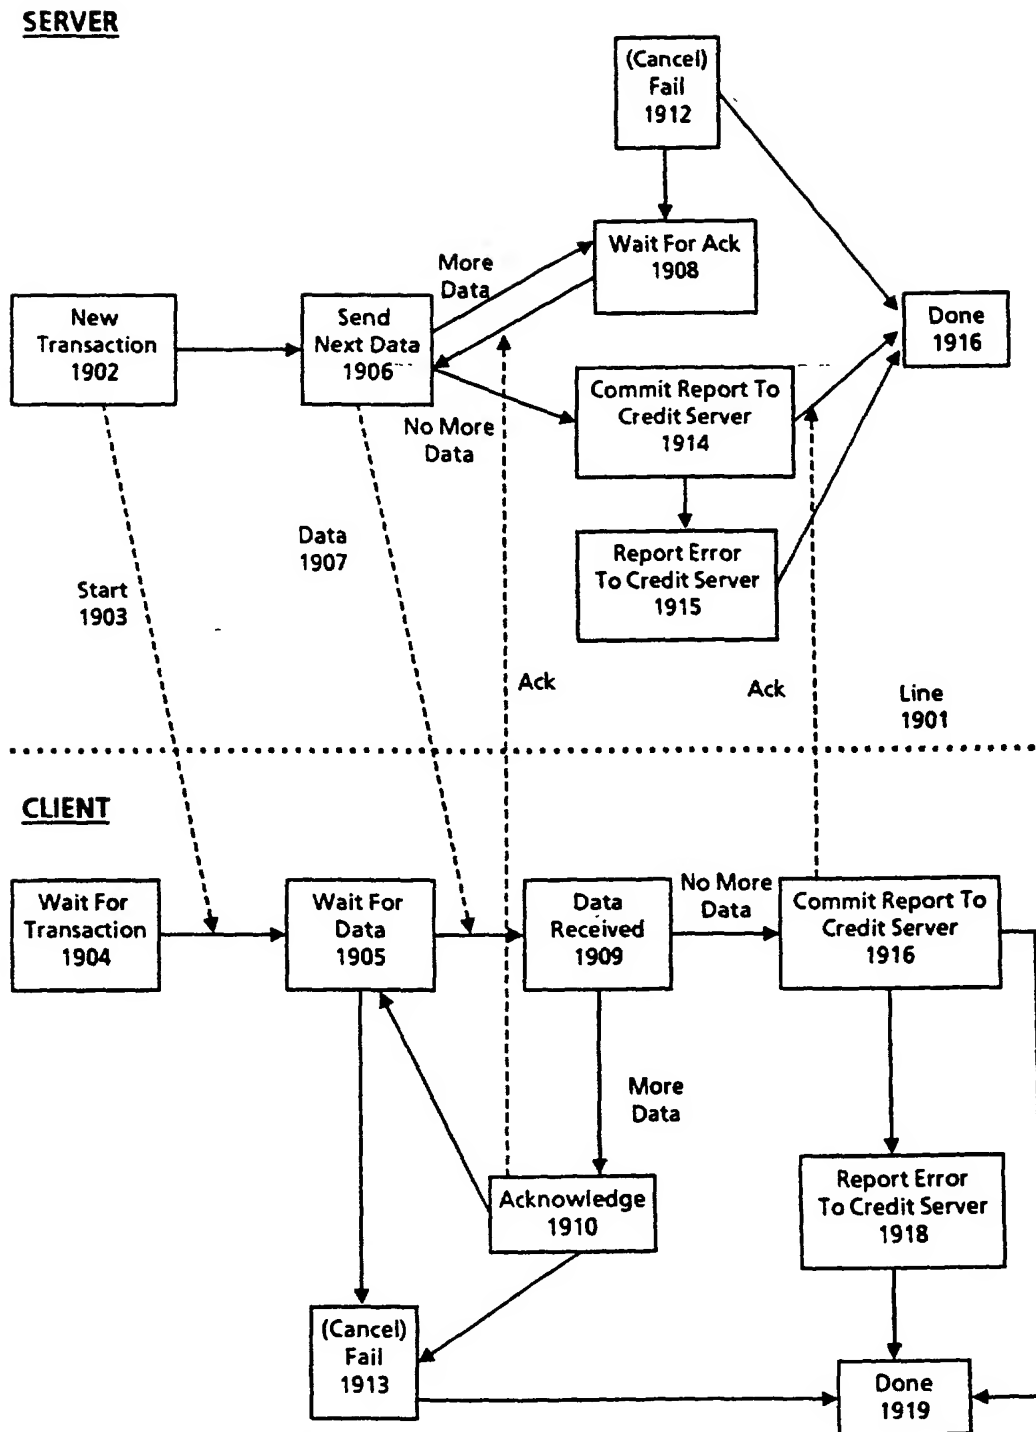 SERVER
(Cancel)
Fail
1912
Wait For Ack
1908
More
Data
New
Transaction
1902
Send
Next Data
1906
Done
1916
Commit Report To
Credit Server
1914
No More
Data
Report Error
To Credit Server
1915
Data
1907
Start
1903
Ack
Ack
Line
1901
CLIENT
Wait For
Transaction
1904
Wait For
Data
1905
Data
Received
1909
No More
Data
Commit Report To
Credit Server
1916
More
Data
Acknowledge
1910
Report Error
To Credit Server
1918
(Cancel)
Fail
1913
Done
1919